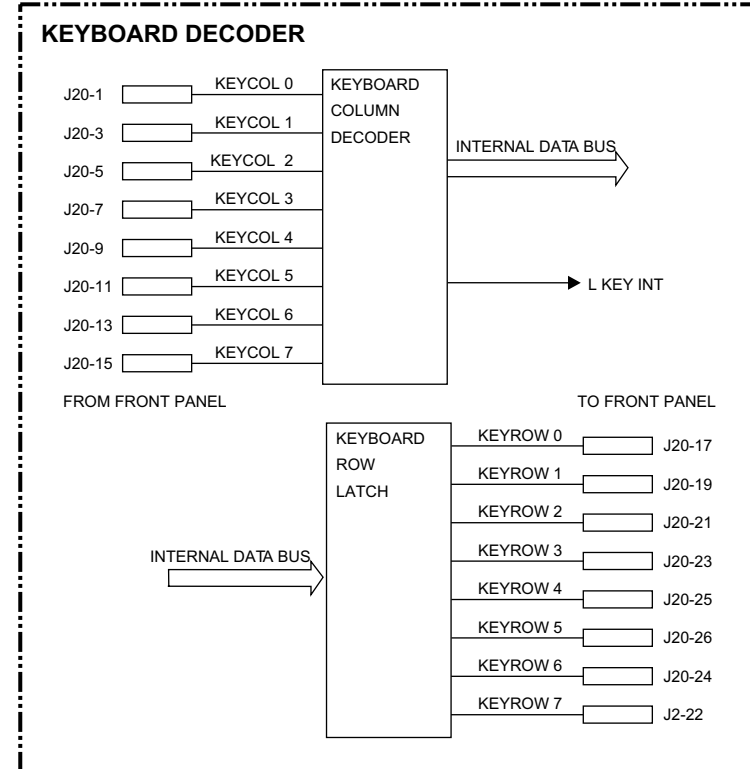 KEYBOARD DECODER
J20-1 KEYCOL 0
J20-3 KEYCOL 1
J20-5 KEYCOL 2
J20-7 KEYCOL 3
J20-9 KEYCOL 4
J20-11 KEYCOL 5
J20-13 KEYCOL 6
J20-15 KEYCOL 7
KEYBOARD
COLUMN
DECODER
INTERNAL DATA BUS
L KEY INT
FROM FRONT PANEL
TO FRONT PANEL
INTERNAL DATA BUS
KEYBOARD
ROW
LATCH
KEYROW 0 J20-17
KEYROW 1 J20-19
KEYROW 2 J20-21
KEYROW 3 J20-23
KEYROW 4 J20-25
KEYROW 5 J20-26
KEYROW 6 J20-24
KEYROW 7 J2-22